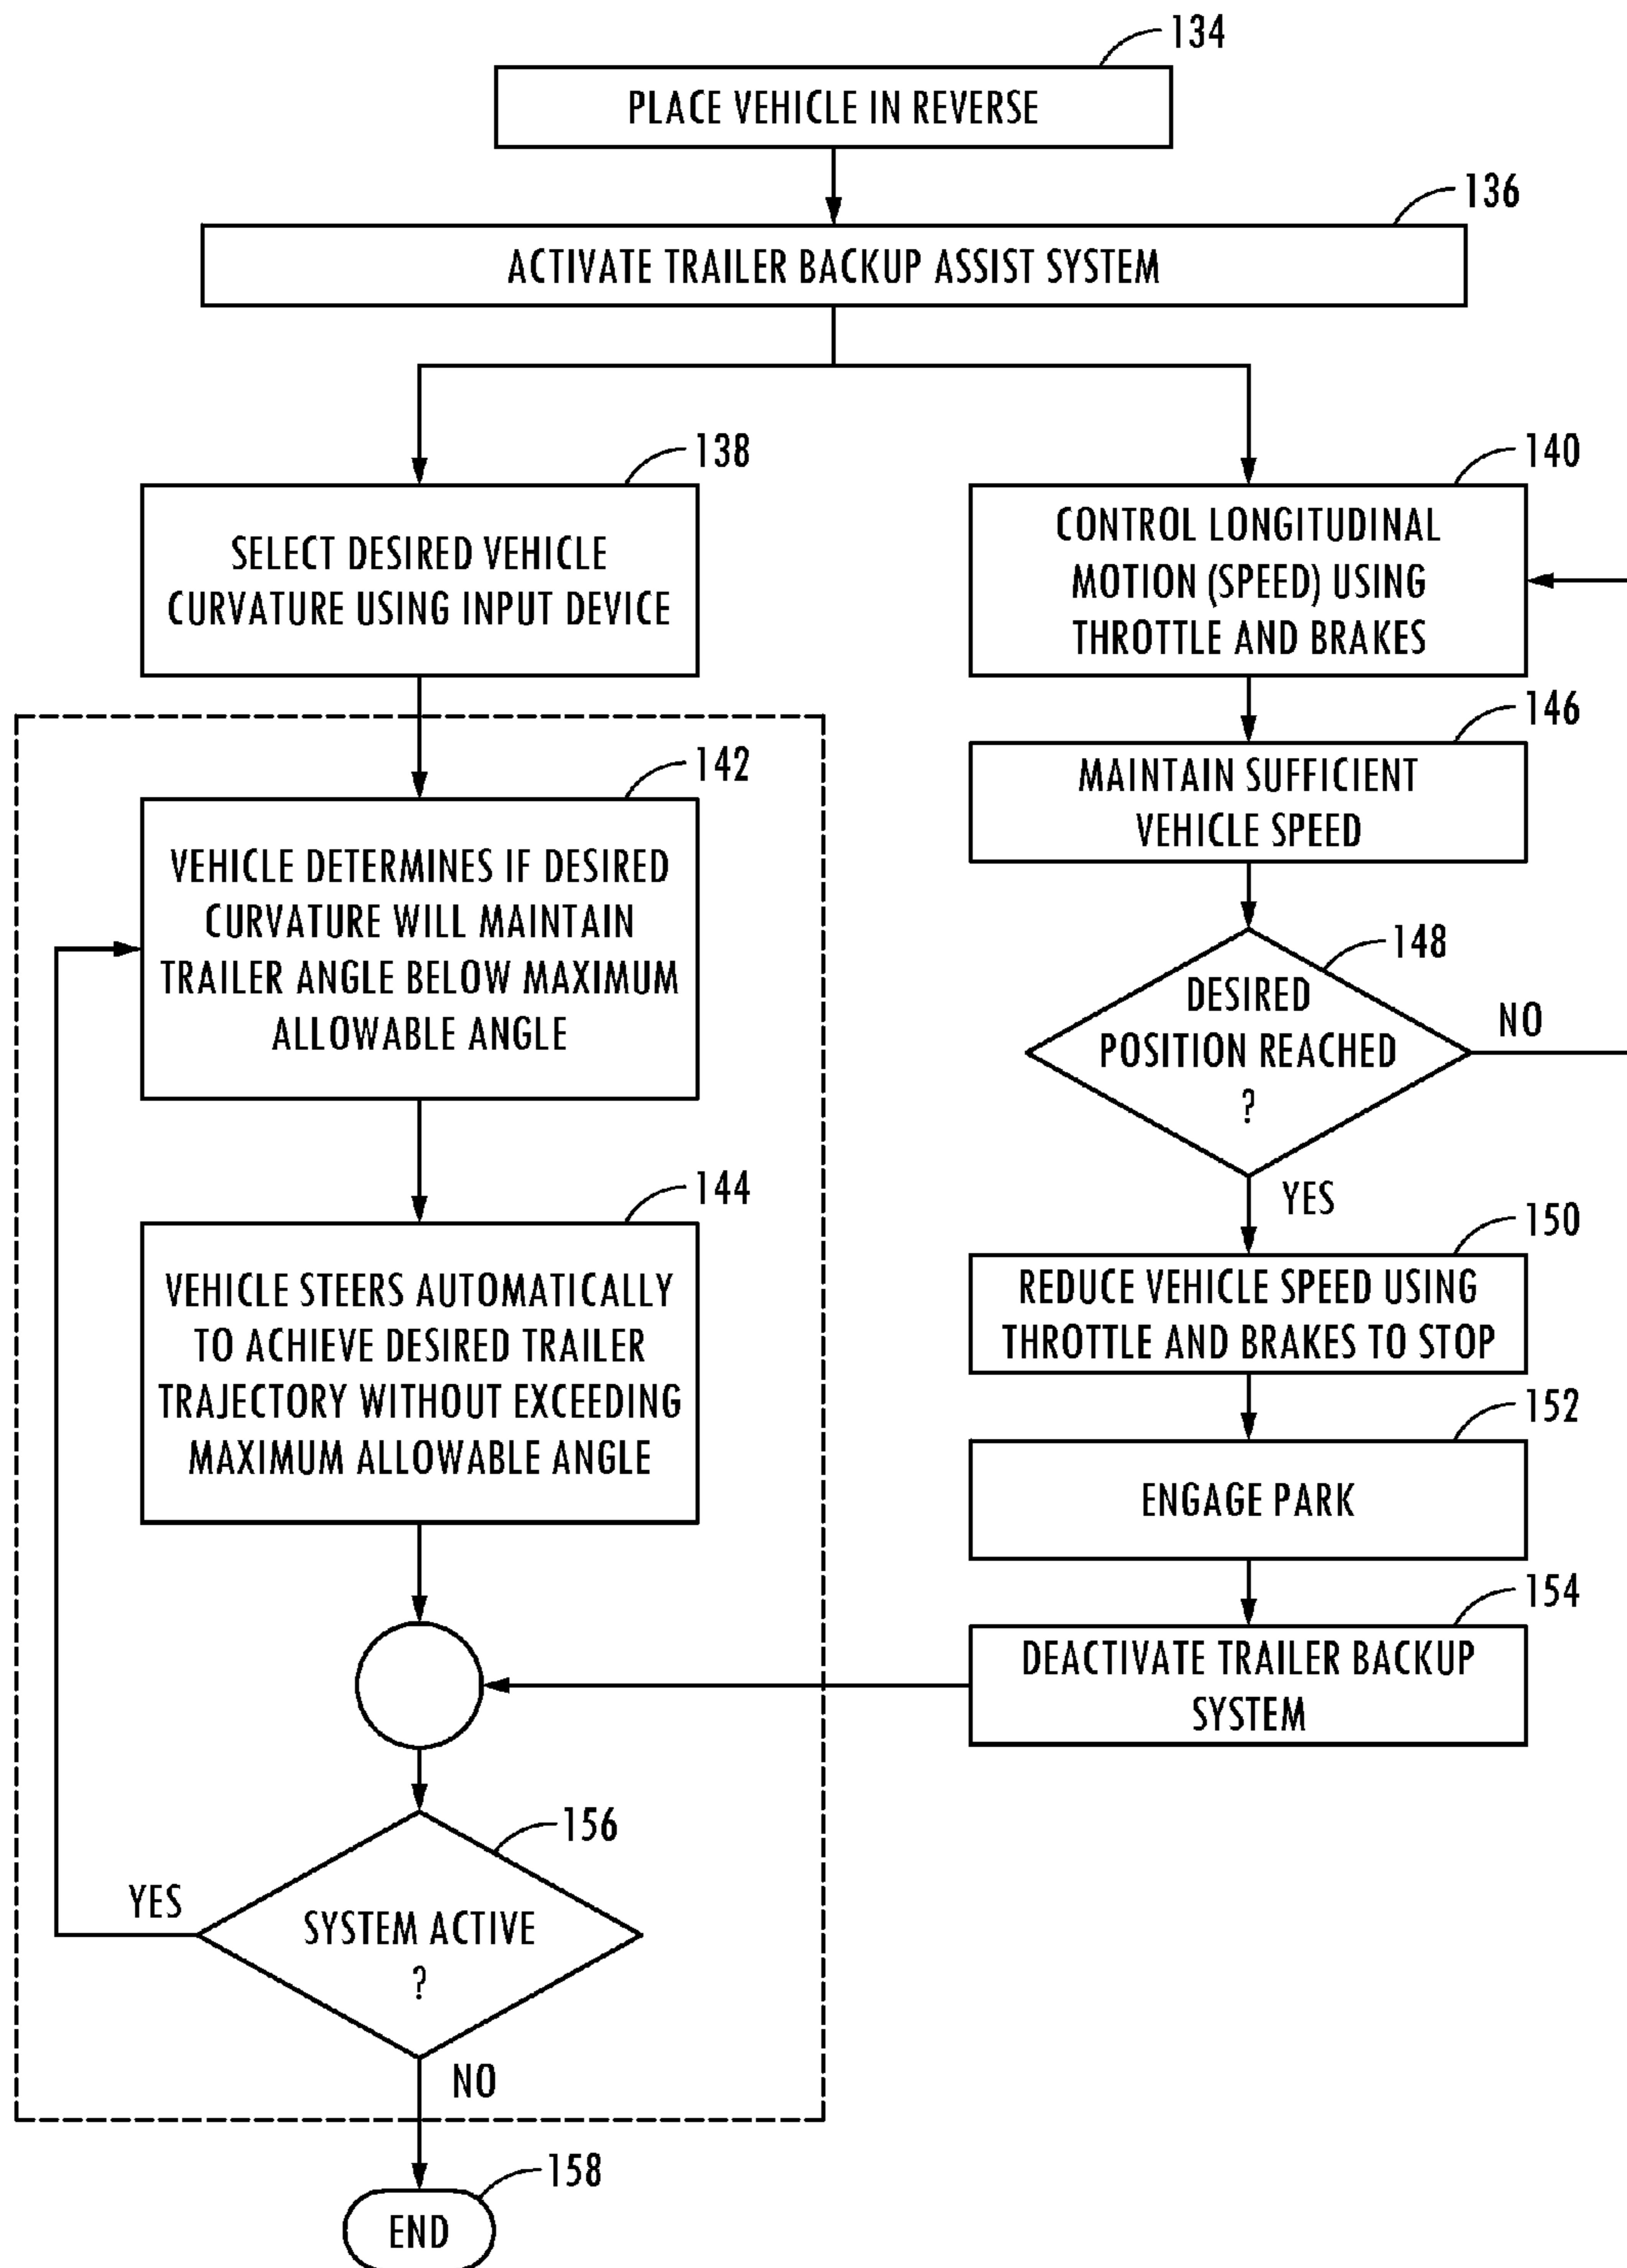 134
PLACE VEHICLE IN REVERSE
136
ACTIVATE TRAILER BACKUP ASSIST SYSTEM
138
SELECT DESIRED VEHICLE
CURVATURE USING INPUT DEVICE
140
CONTROL LONGITUDINAL
MOTION (SPEED) USING
THROTTLE AND BRAKES
142
VEHICLE DETERMINES IF DESIRED
CURVATURE WILL MAINTAIN
TRAILER ANGLE BELOW MAXIMUM
ALLOWABLE ANGLE
146
MAINTAIN SUFFICIENT
VEHICLE SPEED
148
DESIRED
POSITION REACHED
?
NO
YES
144
VEHICLE STEERS AUTOMATICALLY
TO ACHIEVE DESIRED TRAILER
TRAJECTORY WITHOUT EXCEEDING
MAXIMUM ALLOWABLE ANGLE
150
REDUCE VEHICLE SPEED USING
THROTTLE AND BRAKES TO STOP
152
ENGAGE PARK
154
DEACTIVATE TRAILER BACKUP
SYSTEM
156
YES
SYSTEM ACTIVE
?
NO
158
END